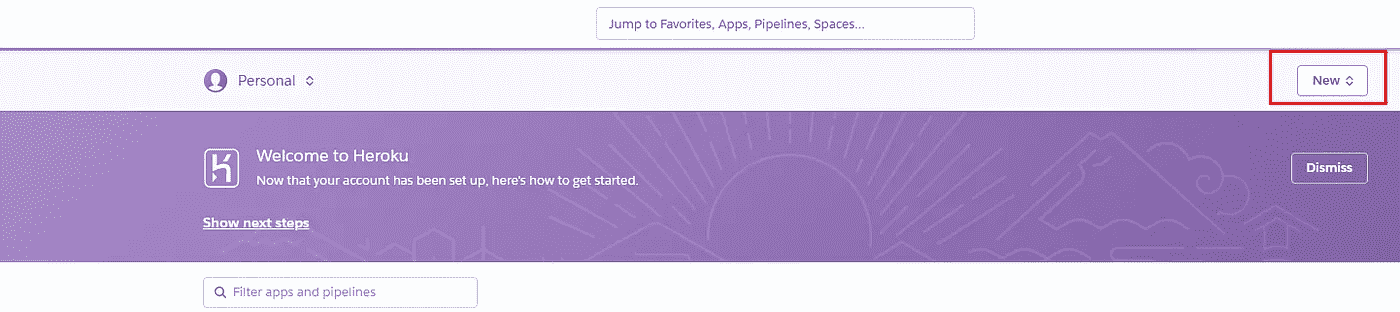 Jump to Favorites, Apps, Pipelines, Spaces...
Personal
New
Welcome to Heroku
Now that your account has been set up, here's how to get started.
Dismiss
Show next steps
Filter apps and pipelines